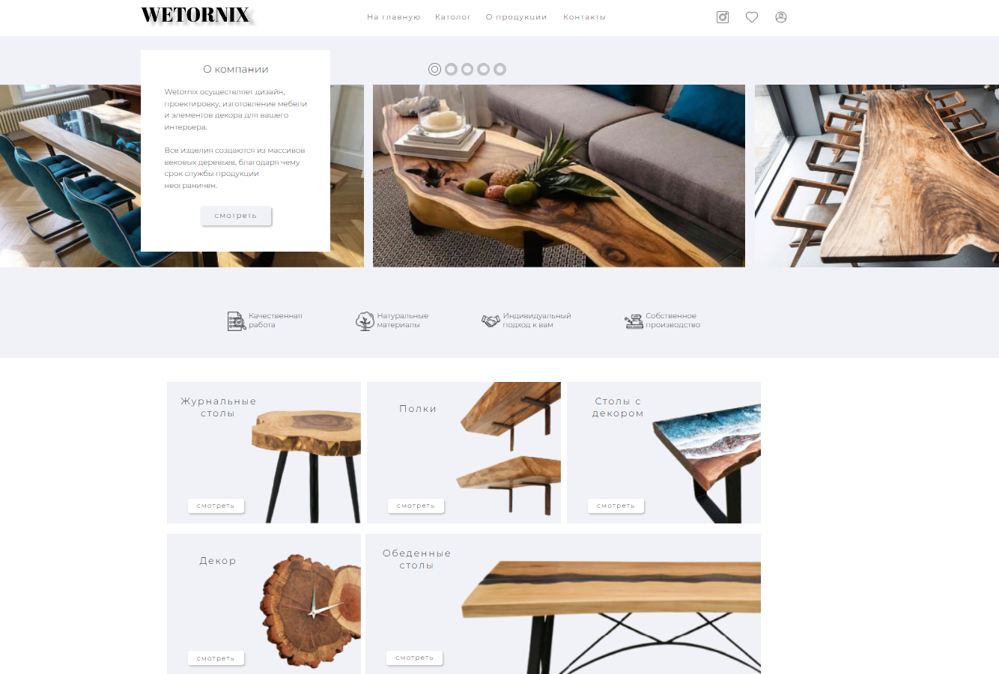 WETORNIX
На главную
Католог
О продукции
Контакты
О компании
Wetornix осуществляет дизайн,
проектировку, изготовление мебели
и элементов декора для вашего
интерьера.
Все изделия создаются из массивов
вековых деревьев, благодаря чему
срок службы продукции
неограничен.
смотреть
Качественная
работа
Натуральные
материалы
Индивидуальный
подход к вам
Собственное
производство
Журнальные
столы
смотреть
Полки
смотреть
Столы с
декором
смотреть
Декор
смотреть
Обеденные
столы
смотреть